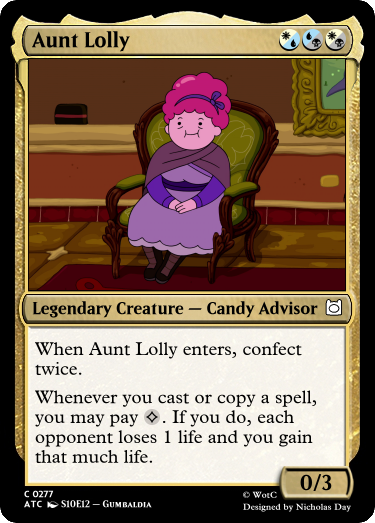 Aunt Lolly
Legendary Creature — Candy Advisor
When Aunt Lolly enters, confect
twice.
Whenever you cast or copy a spell,
you may pay . If you do, each
opponent loses 1 life and you gain
that much life.
0/3
C 0277
ATC S10E12 – Gumbaldia
© WotC
Designed by Nicholas Day